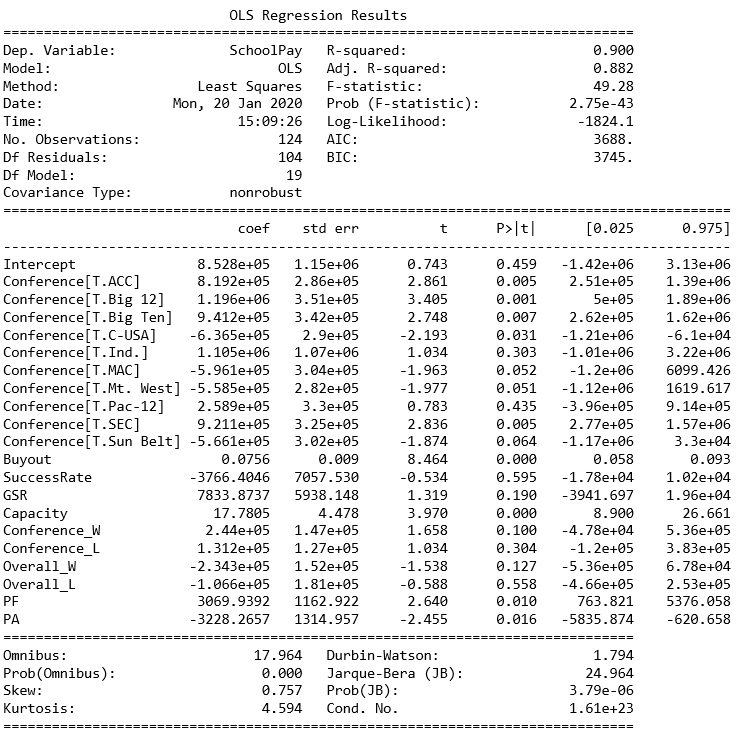 OLS Regression Results
==============================================================================
Dep. Variable: SchoolPay R-squared: 0.900
Model: OLS Adj. R-squared: 0.882
Method: Least Squares F-statistic: 49.28
Date: Mon, 20 Jan 2020 Prob (F-statistic): 2.75e-43
Time: 15:09:26 Log-Likelihood: -1824.1
No. Observations: 124 AIC: 3688.
Df Residuals: 104 BIC: 3745.
Df Model: 19
Covariance Type: nonrobust
==========================================================================================
coef std err t P>|t| [0.025 0.975]
------------------------------------------------------------------------------------------
Intercept 8.528e+05 1.15e+06 0.743 0.459 -1.42e+06 3.13e+06
Conference[T.ACC] 8.192e+05 2.86e+05 2.861 0.005 2.51e+05 1.39e+06
Conference[T.Big 12] 1.196e+06 3.51e+05 3.405 0.001 5e+05 1.89e+06
Conference[T.Big Ten] 9.412e+05 3.42e+05 2.748 0.007 2.62e+05 1.62e+06
Conference[T.C-USA] -6.365e+05 2.9e+05 -2.193 0.031 -1.21e+06 -6.1e+04
Conference[T.Ind.] 1.105e+06 1.07e+06 1.034 0.303 -1.01e+06 3.22e+06
Conference[T.MAC] -5.961e+05 3.04e+05 -1.963 0.052 -1.2e+06 6099.426
Conference[T.Mt. West] -5.585e+05 2.82e+05 -1.977 0.051 -1.12e+06 1619.617
Conference[T.Pac-12] 2.589e+05 3.3e+05 0.783 0.435 -3.96e+05 9.14e+05
Conference[T.SEC] 9.211e+05 3.25e+05 2.836 0.005 2.77e+05 1.57e+06
Conference[T.Sun Belt] -5.661e+05 3.02e+05 -1.874 0.064 -1.17e+06 3.3e+04
Buyout 0.0756 0.009 8.464 0.000 0.058 0.093
SuccessRate -3766.4046 7057.530 -0.534 0.595 -1.78e+04 1.02e+04
GSR 7833.8737 5938.148 1.319 0.190 -3941.697 1.96e+04
Capacity 17.7805 4.478 3.970 0.000 8.900 26.661
Conference_W 2.44e+05 1.47e+05 1.658 0.100 -4.78e+04 5.36e+05
Conference_L 1.312e+05 1.27e+05 1.034 0.304 -1.2e+05 3.83e+05
Overall_W -2.343e+05 1.52e+05 -1.538 0.127 -5.36e+05 6.78e+04
Overall_L -1.066e+05 1.81e+05 -0.588 0.558 -4.66e+05 2.53e+05
PF 3069.9392 1162.922 2.640 0.010 763.821 5376.058
PA -3228.2657 1314.957 -2.455 0.016 -5835.874 -620.658
==============================================================================
Omnibus: 17.964 Durbin-Watson: 1.794
Prob(Omnibus): 0.000 Jarque-Bera (JB): 24.964
Skew: 0.757 Prob(JB): 3.79e-06
Kurtosis: 4.594 Cond. No. 1.61e+23
==============================================================================